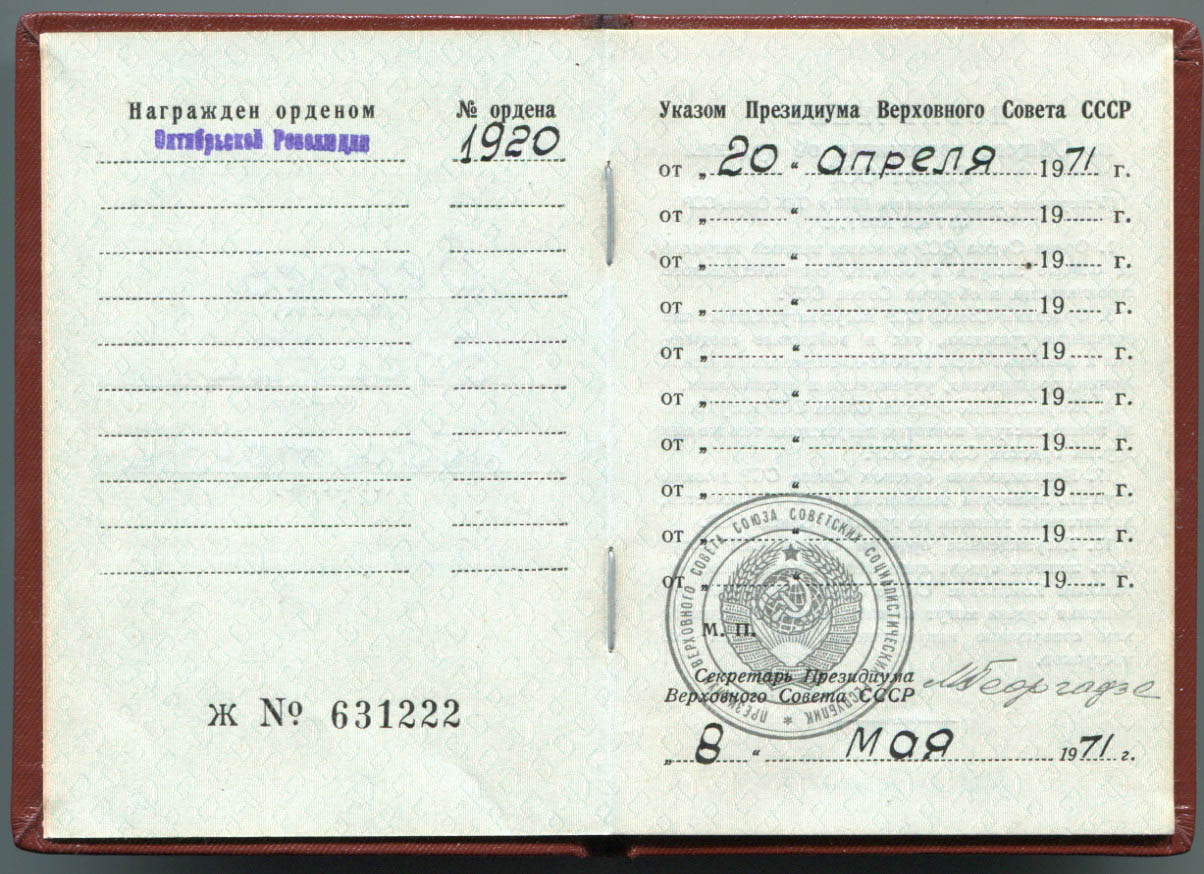 Награжден орденом
Октябрьской Революции
№ ордена
1920
Ж № 631222
Указом Президиума Верховного Совета СССР
от „ 20 “ апреля 1971 г.
от „ “ 19 г.
от „ “ 19 г.
от „ “ 19 г.
от „ “ 19 г.
от „ “ 19 г.
от „ “ 19 г.
от „ “ 19 г.
от „ “ 19 г.
от „ “ 19 г.
ПРЕЗИДИУМ ВЕРХОВНОГО СОВЕТА СОЮЗА СОВЕТСКИХ СОЦИАЛИСТИЧЕСКИХ РЕСПУБЛИК *
М. П.
Секретарь Президиума
Верховного Совета СССР
МГеоргадзе
„ 8 “ мая 1971 г.